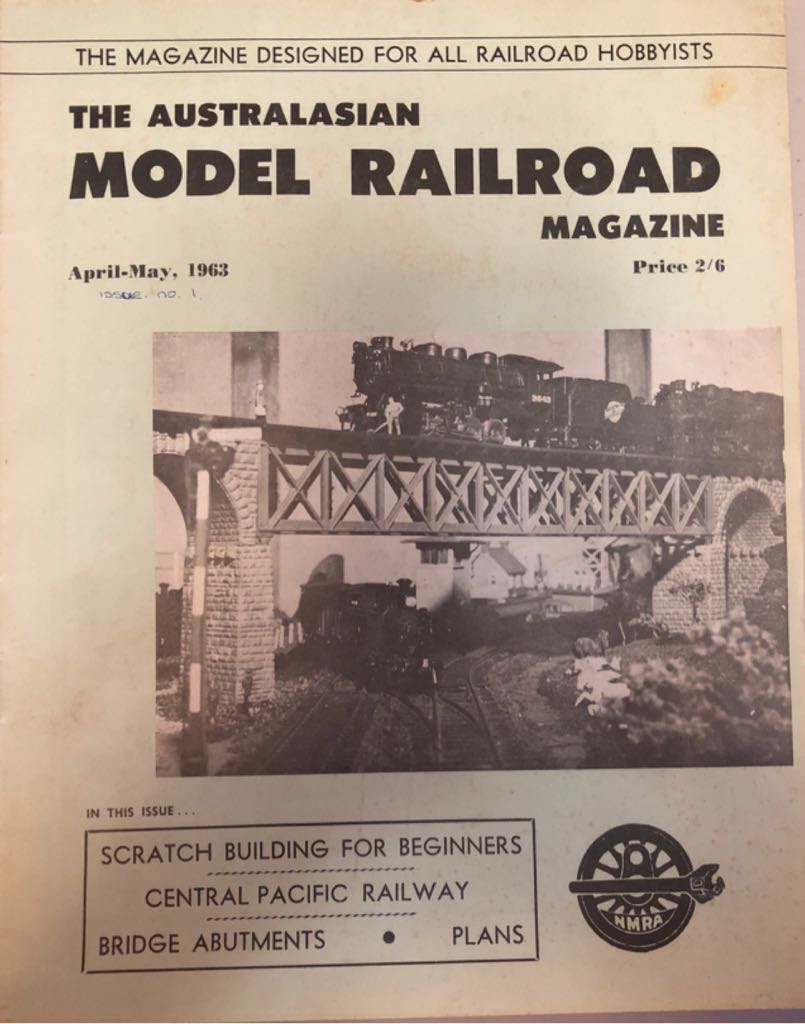 THE MAGAZINE DESIGNED FOR ALL RAILROAD HOBBYISTS
THE AUSTRALASIAN
MODEL RAILROAD
MAGAZINE
April-May, 1963
Price 2/6
ISSUE. NO. 1.
IN THIS ISSUE...
SCRATCH BUILDING FOR BEGINNERS
CENTRAL PACIFIC RAILWAY
BRIDGE ABUTMENTS • PLANS
NMRA